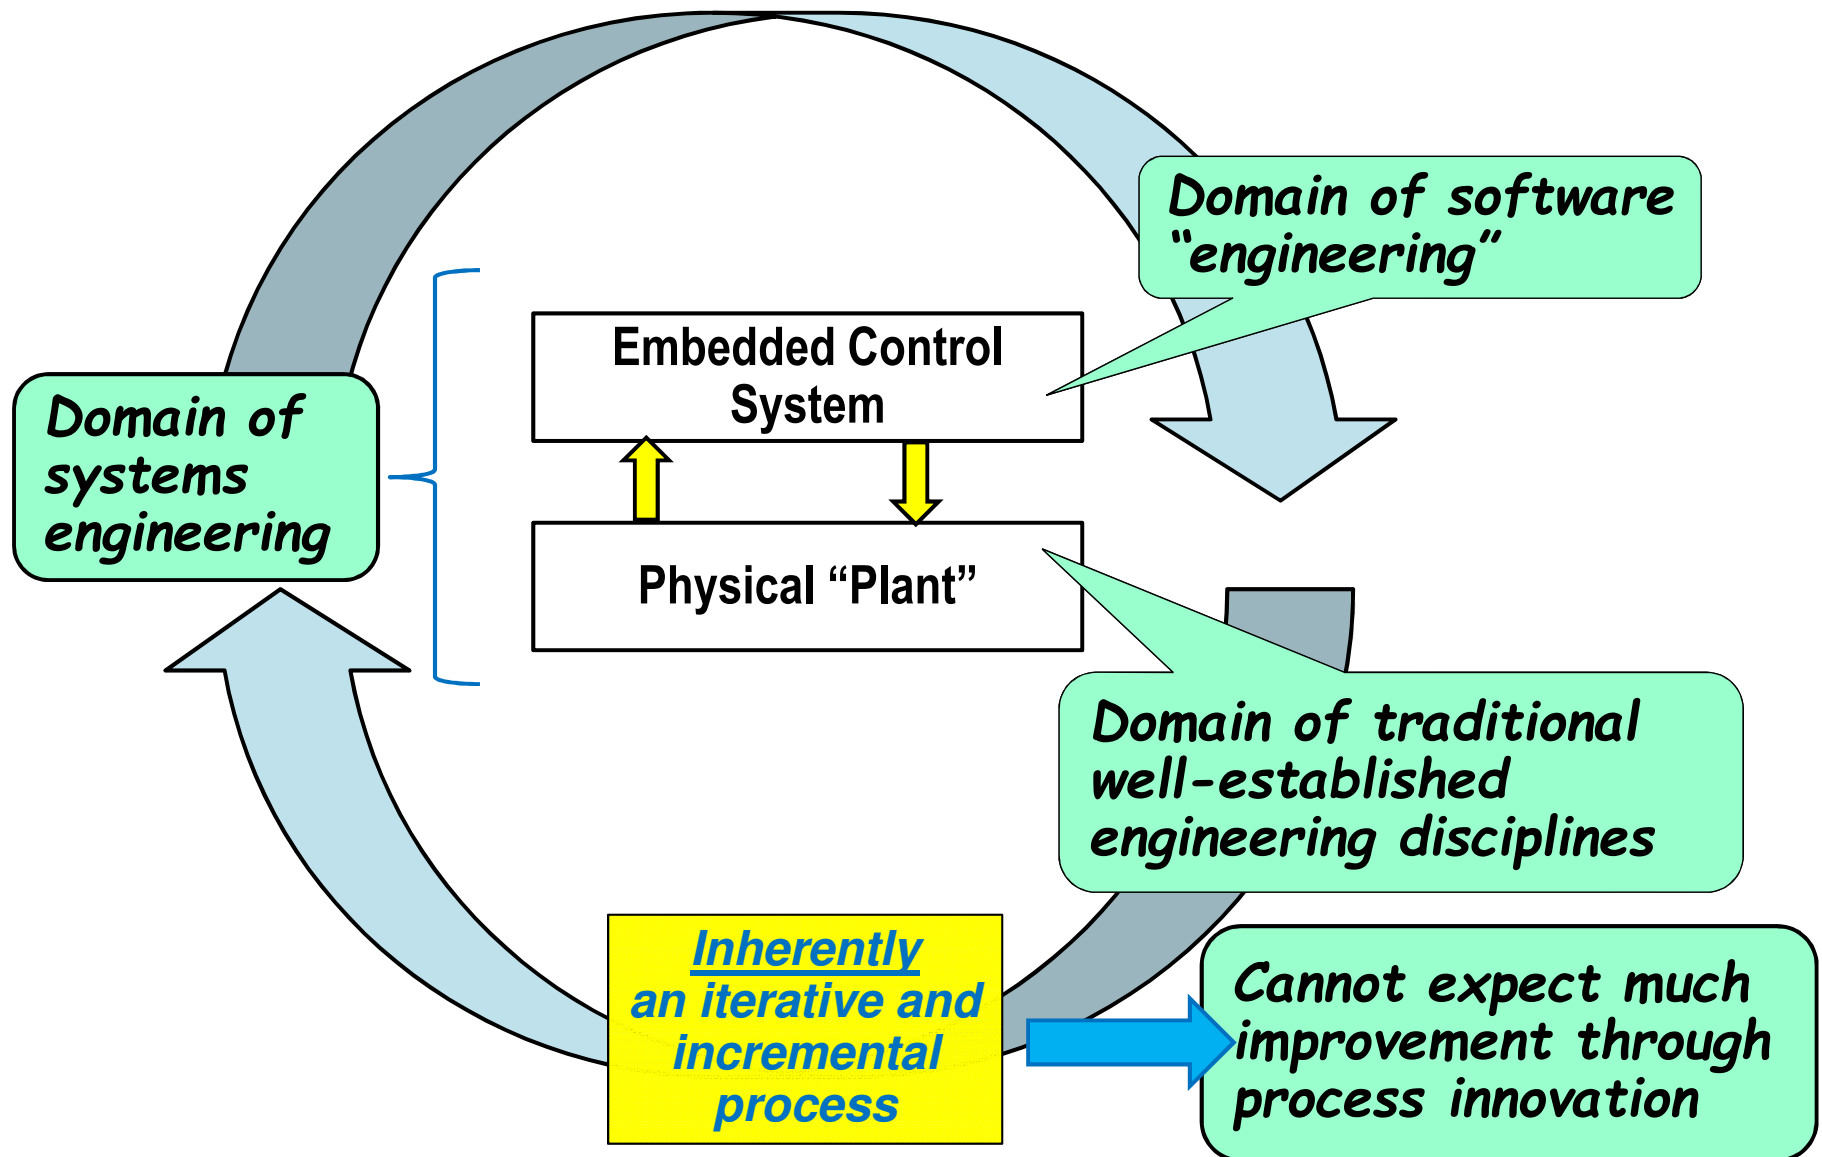 Domain of software
“engineering”
Embedded Control
System
Domain of
systems
engineering
Physical “Plant”
Domain of traditional
well-established
engineering disciplines
Inherently
an iterative and
incremental
process
Cannot expect much
improvement through
process innovation